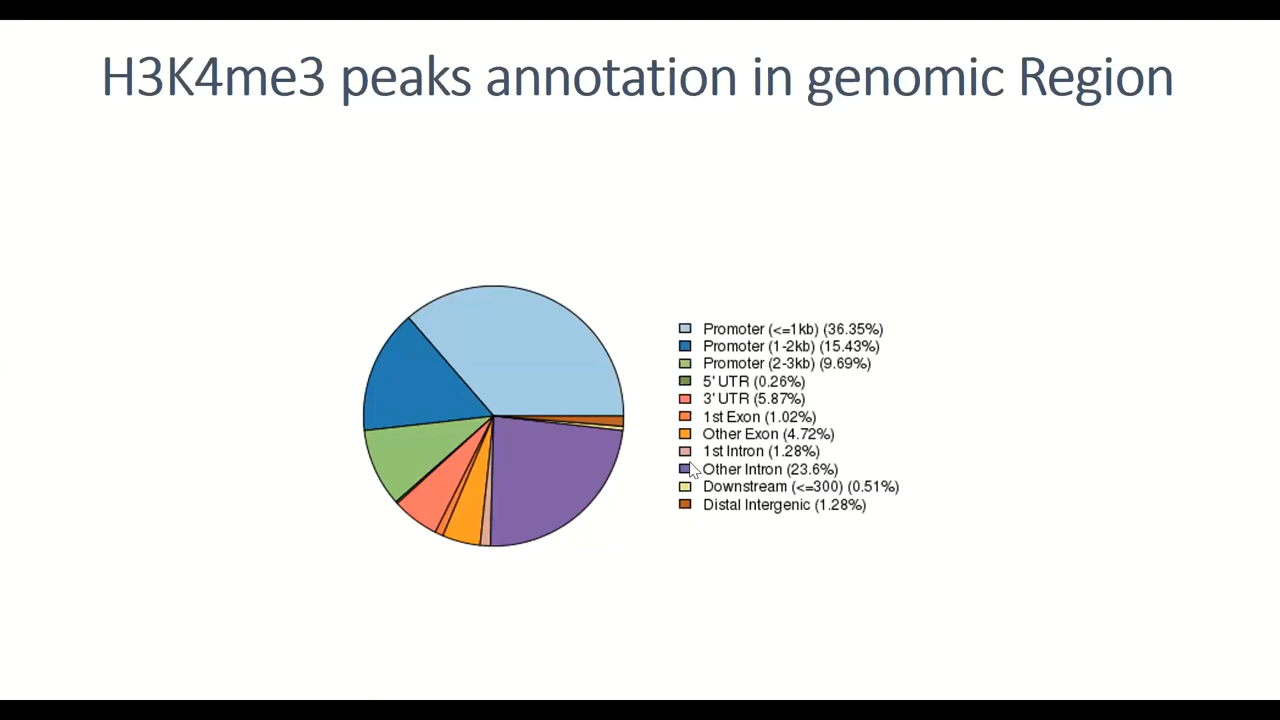 H3K4me3 peaks annotation in genomic Region
Promoter (<=1kb) (36.35%)
Promoter (1-2kb) (15.43%)
Promoter (2-3kb) (9.69%)
5' UTR (0.26%)
3' UTR (5.87%)
1st Exon (1.02%)
Other Exon (4.72%)
1st Intron (1.28%)
Other Intron (23.6%)
Downstream (<=300) (0.51%)
Distal Intergenic (1.28%)